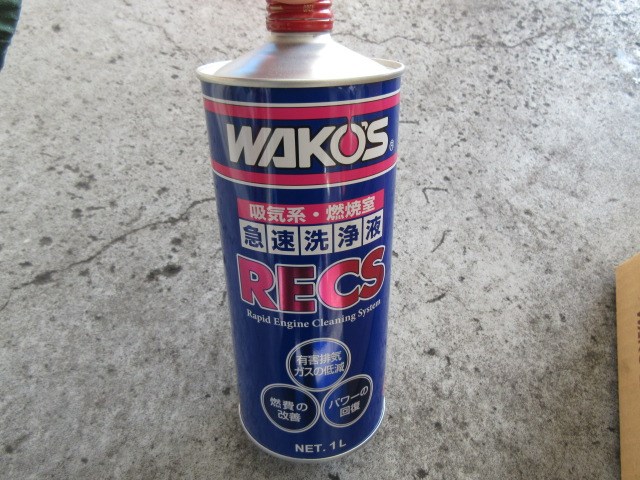 WAKO'S®
吸気系・燃焼室
急速洗浄液
RECS
Rapid Engine Cleaning System
有害排気
ガスの低減
燃費の
改善
パワーの
回復
NET. 1L